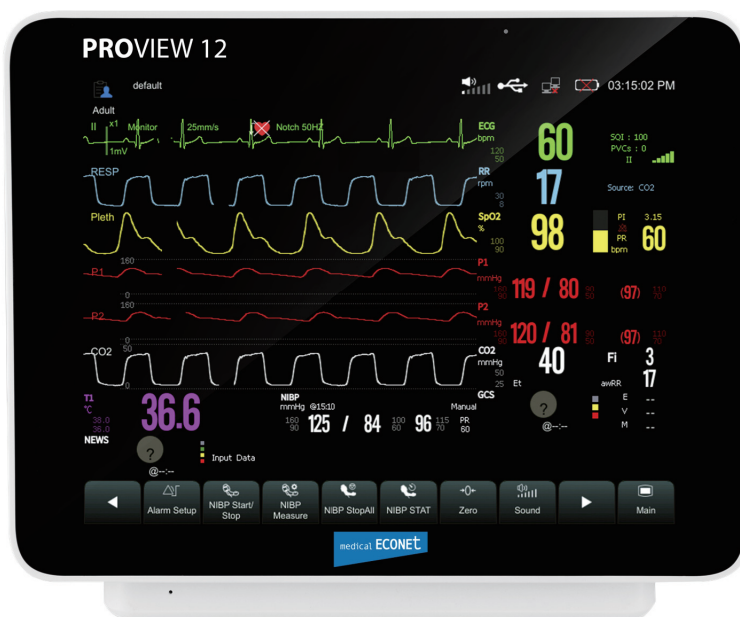 PROVIEW 12
default
03:15:02 PM
Adult
II x1 Monitor 25mm/s Notch 50HZ
1mV
ECG
bpm
120
50
60
SQI : 100
PVCs : 0
II
RESP
RR
rpm
30
8
17
Source: CO2
Pleth
SpO2
%
100
90
98
PI 3.15
PR
bpm
60
P1
160
0
P1
mmHg
160
90
119 / 80
90
50
(97)
110
70
P2
160
0
P2
mmHg
160
90
120 / 81
90
50
(97)
110
70
CO2
50
0
CO2
mmHg
50
25
40
Et
Fi 3
awRR 17
T1
°C
38.0
36.0
36.6
NIBP
mmHg @15:10 Manual
160
90
125 / 84
100
60
96
115
75
PR
60
GCS
?
@--:--
E --
V --
M --
NEWS
?
@--:--
Input Data
Alarm Setup
NIBP Start/
Stop
NIBP
Measure
NIBP StopAll
NIBP STAT
Zero
Sound
Main
medical ECONET